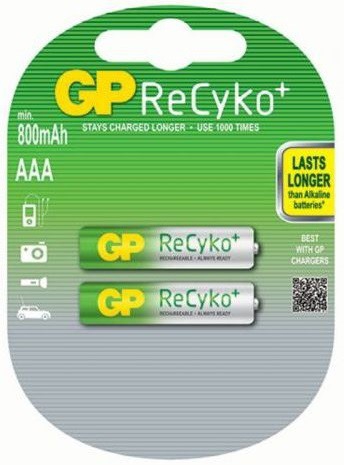 GP ReCyko+
min.
800mAh
STAYS CHARGED LONGER • USE 1000 TIMES
AAA
LASTS
LONGER
than Alkaline
batteries*
GP ReCyko+
RECHARGEABLE • ALWAYS READY
BEST
WITH GP
CHARGERS
GP ReCyko+
RECHARGEABLE • ALWAYS READY